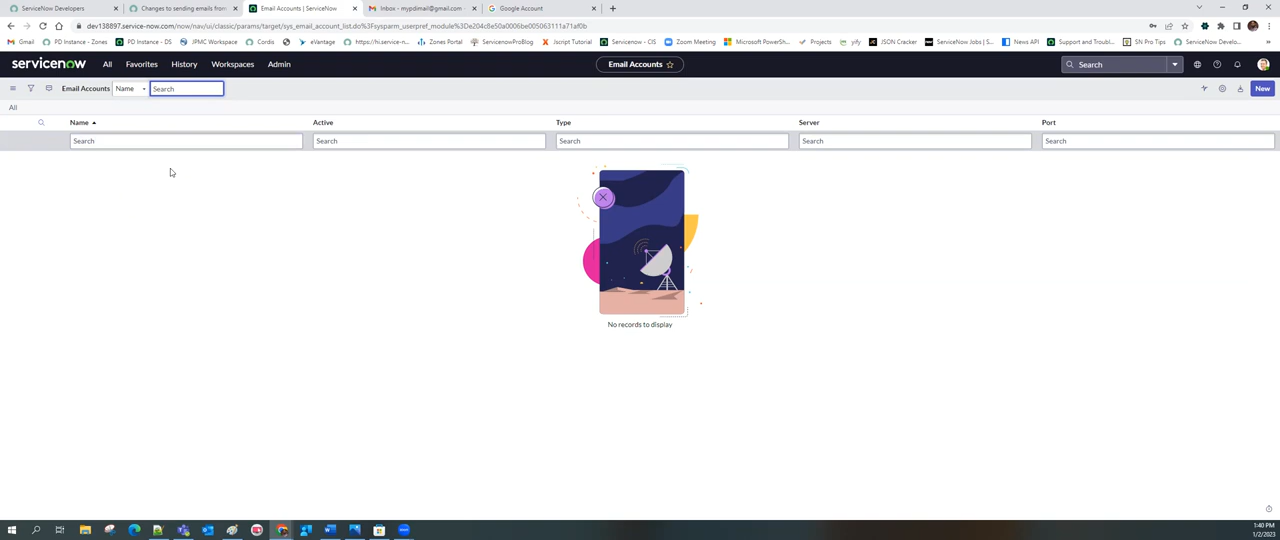 ServiceNow Developers
Changes to sending emails from
Email Accounts | ServiceNow
Inbox - mypdimail@gmail.com -
Google Account
dev138897.service-now.com/now/nav/ui/classic/params/target/sys_email_account_list.do%3Fsysparm_userpref_module%3De204c8e50a0006be005063111a71af0b
Gmail
PD Instance - Zones
PD Instance - DS
JPMC Workspace
Cordis
eVantage
https://hi.service-n...
Zones Portal
ServicenowProBlog
Jscript Tutorial
Servicenow - CIS
Zoom Meeting
Microsoft PowerSh...
Projects
yify
JSON Cracker
ServiceNow Jobs | S...
News API
Support and Troubl...
SN Pro Tips
ServiceNow Develo...
servicenow
All
Favorites
History
Workspaces
Admin
Email Accounts
Search
Email Accounts
Name
Search
New
All
Name
Active
Type
Server
Port
Search
Search
Search
Search
Search
No records to display
1:40 PM
1/2/2023